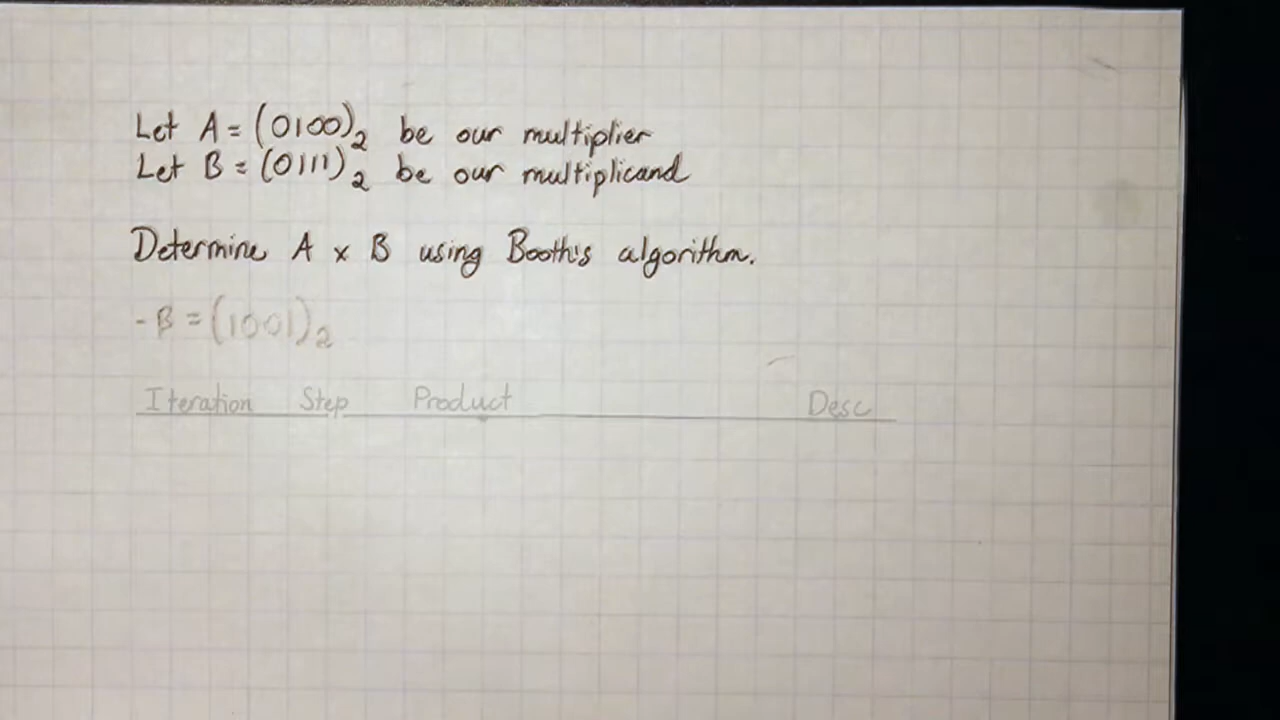 Let A = (0100)₂ be our multiplier
Let B = (0111)₂ be our multiplicand
Determine A x B using Booth's algorithm.
-B = (1001)₂
Iteration Step Product Desc